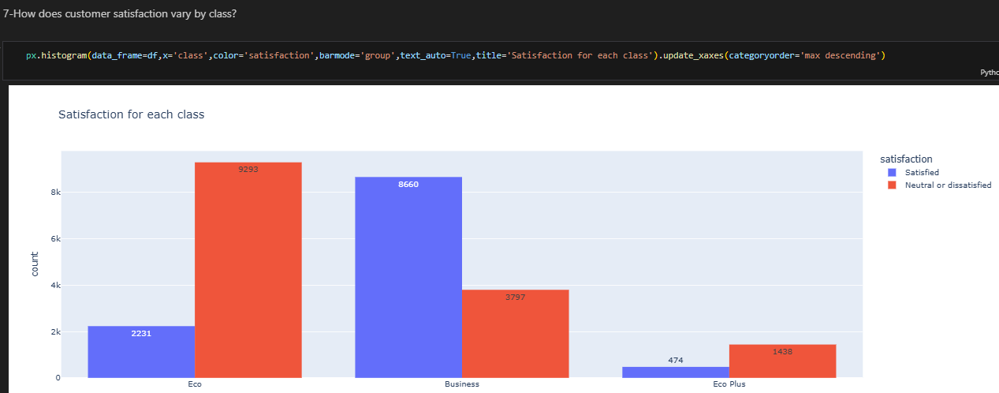 7-How does customer satisfaction vary by class?
px.histogram(data_frame=df,x='class',color='satisfaction',barmode='group',text_auto=True,title='Satisfaction for each class').update_xaxes(categoryorder='max descending')
Satisfaction for each class
satisfaction
Satisfied
Neutral or dissatisfied
count
8k
6k
4k
2k
0
2231
9293
8660
3797
474
1438
Eco
Business
Eco Plus